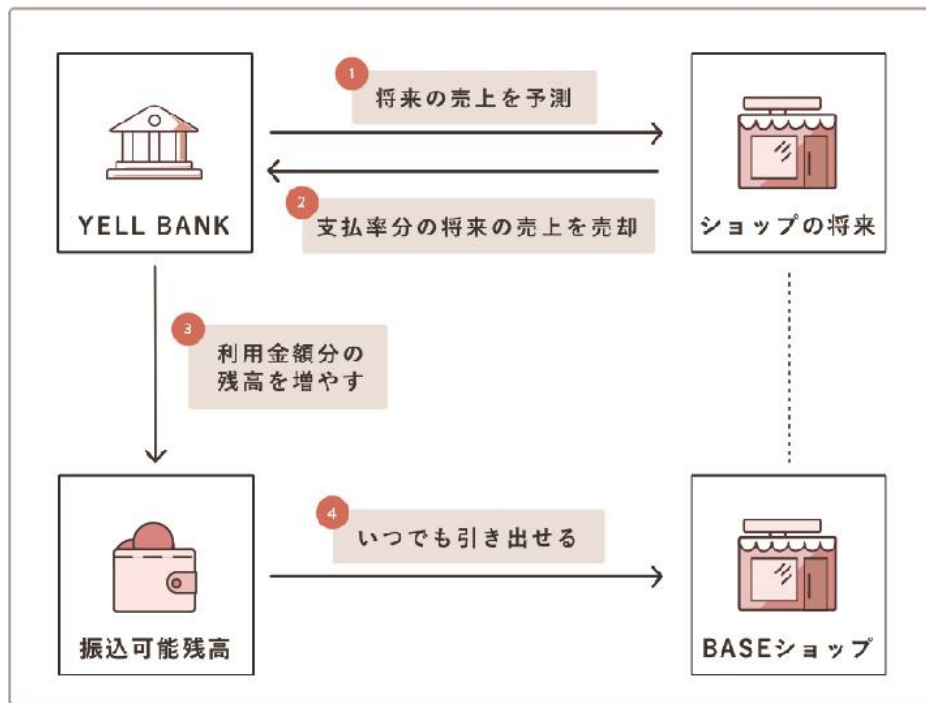 1
将来の売上を予測
YELL BANK
2
支払率分の将来の売上を売却
ショップの将来
3
利用金額分の
残高を増やす
4
いつでも引き出せる
振込可能残高
BASEショップ